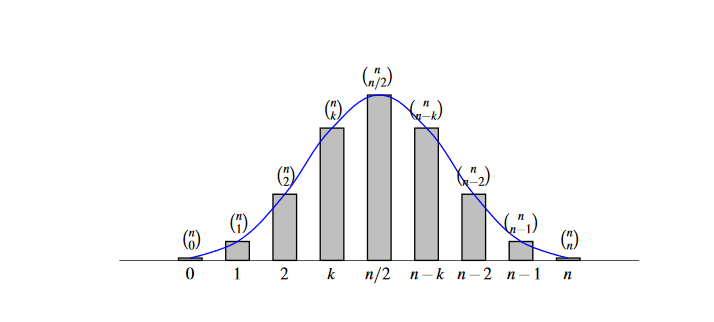 (n n/2)
(n k) (n n−k)
(n 2) (n n−2)
(n 1) (n n−1)
(n 0) (n n)
0 1 2 k n/2 n−k n−2 n−1 n